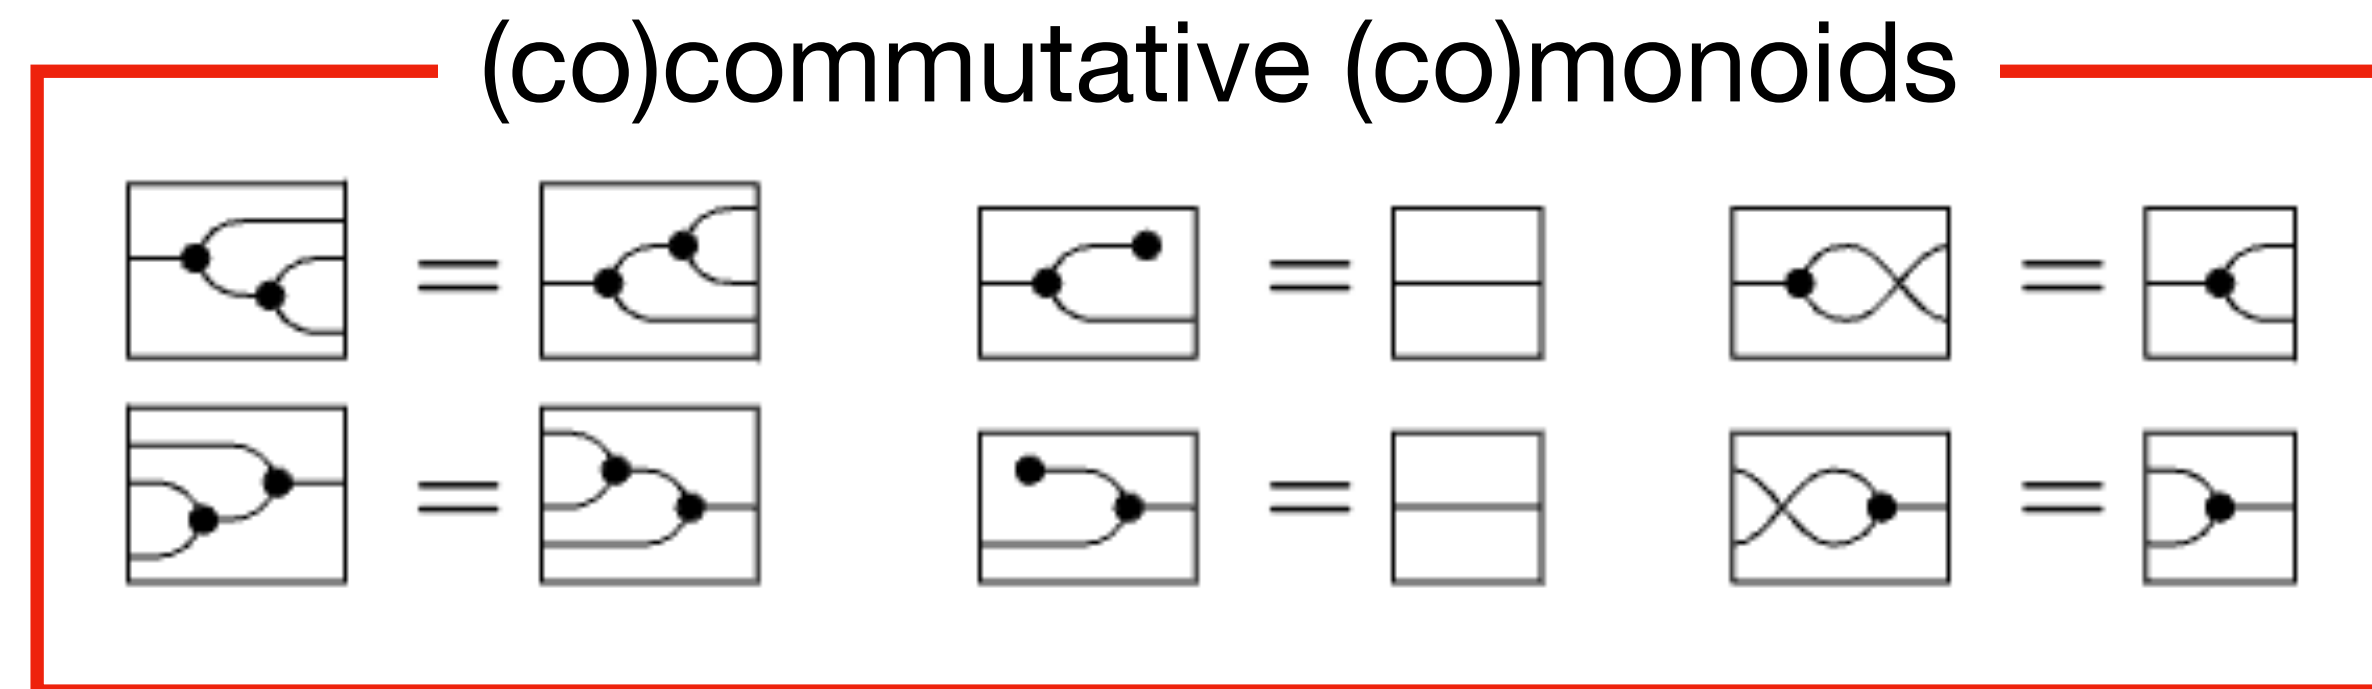 (co)commutative (co)monoids
= = =
= = =